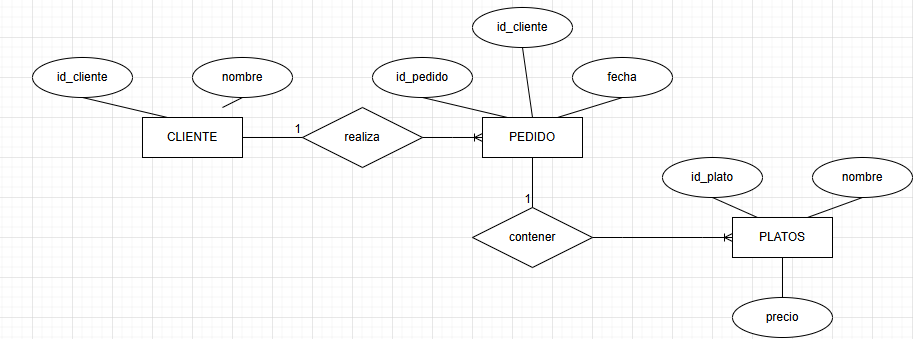 id_cliente
id_cliente
nombre
id_pedido
fecha
CLIENTE
1
realiza
PEDIDO
id_plato
nombre
1
contener
PLATOS
precio